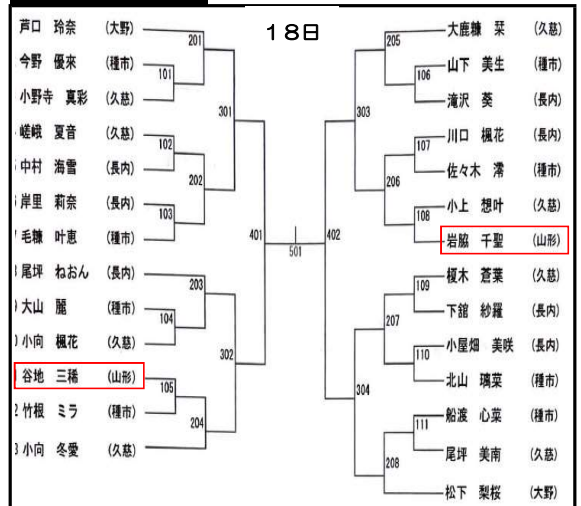 18日
芦口 玲奈 (大野)
今野 優來 (種市)
小野寺 真彩 (久慈)
嵯峨 夏音 (久慈)
中村 海雪 (長内)
岸里 莉奈 (長内)
毛糠 叶恵 (種市)
尾坪 ねおん (長内)
大山 麗 (種市)
小向 楓花 (久慈)
谷地 三稀 (山形)
2 竹根 ミラ (種市)
3 小向 冬愛 (久慈)
201
101
301
102
202
103
401
203
104
302
105
204
501
402
205
106
303
107
206
108
109
207
110
304
111
208
大鹿糠 栞 (久慈)
山下 美生 (種市)
滝沢 葵 (長内)
川口 楓花 (長内)
佐々木 澪 (種市)
小上 想叶 (久慈)
岩脇 千聖 (山形)
榎木 蒼葉 (久慈)
下舘 紗羅 (長内)
小屋畑 美咲 (長内)
北山 璃菜 (種市)
船渡 心菜 (種市)
尾坪 美南 (久慈)
松下 梨桜 (大野)